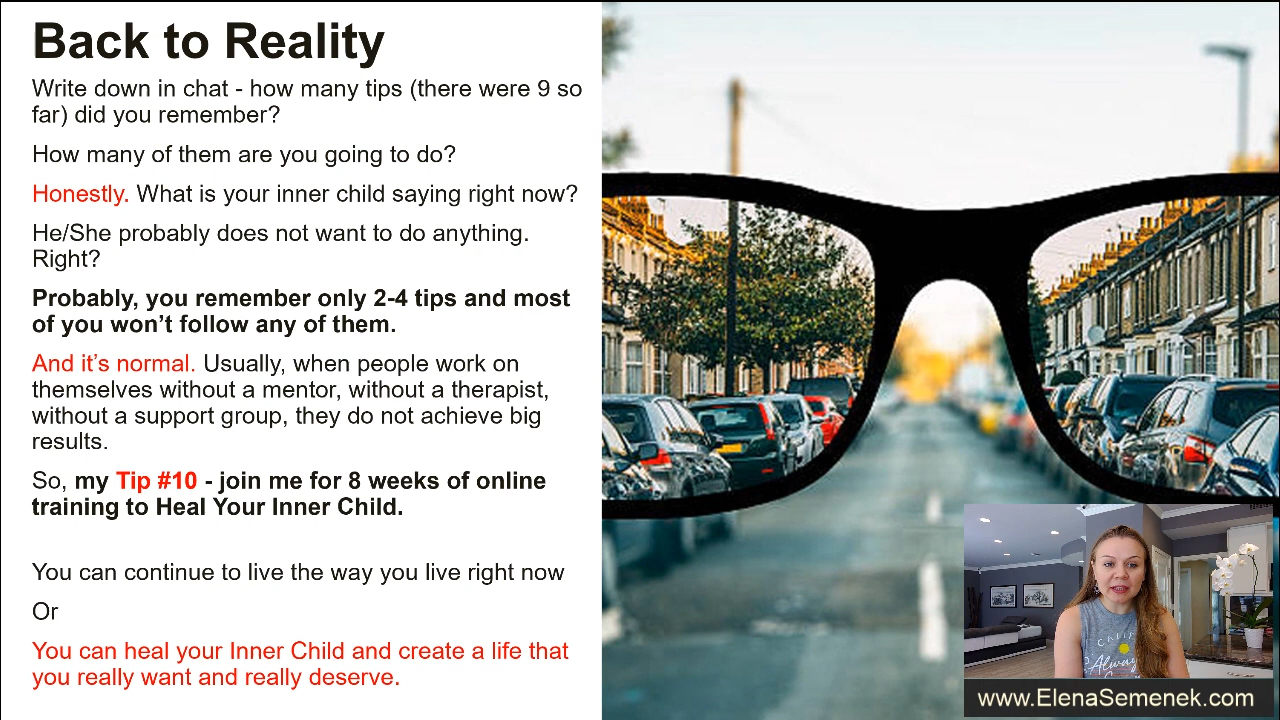 Back to Reality
Write down in chat - how many tips (there were 9 so
far) did you remember?
How many of them are you going to do?
Honestly. What is your inner child saying right now?
He/She probably does not want to do anything.
Right?
Probably, you remember only 2-4 tips and most
of you won’t follow any of them.
And it’s normal. Usually, when people work on
themselves without a mentor, without a therapist,
without a support group, they do not achieve big
results.
So, my Tip #10 - join me for 8 weeks of online
training to Heal Your Inner Child.
You can continue to live the way you live right now
Or
You can heal your Inner Child and create a life that
you really want and really deserve.
Always
www.ElenaSemenek.com